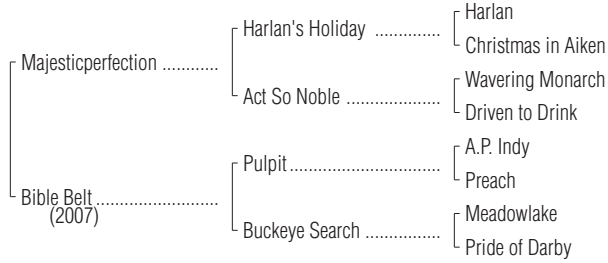 Majesticperfection ............
Harlan's Holiday ..............
Harlan
Christmas in Aiken
Act So Noble ....................
Wavering Monarch
Driven to Drink
Bible Belt..........................
(2007)
Pulpit................................
A.P. Indy
Preach
Buckeye Search ................
Meadowlake
Pride of Darby